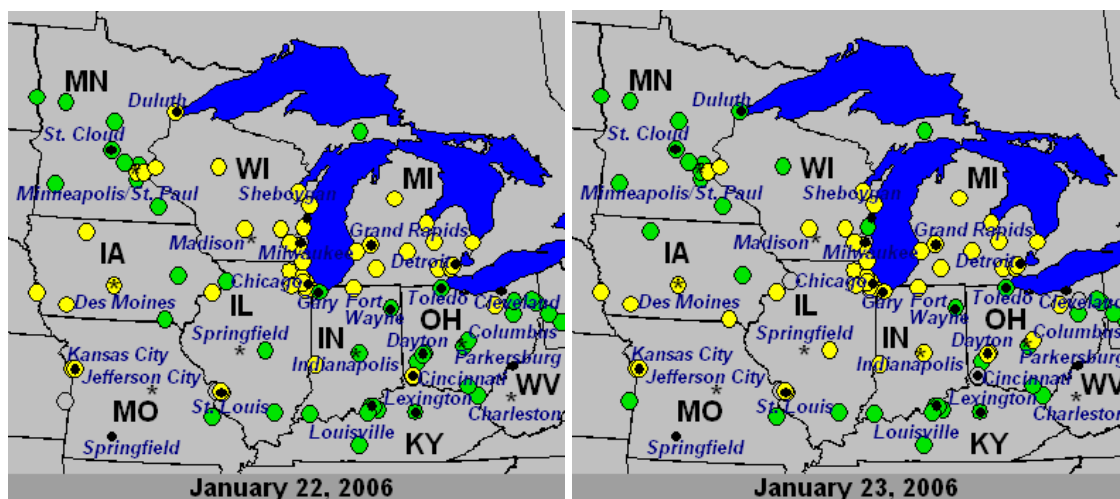 MN
Duluth
St. Cloud
WI
Minneapolis/St. Paul
Sheboygan
MI
Grand Rapids
Madison
Milwaukee
IA
Detroit
Chicago
Des Moines
IL
Gary
Fort
Wayne
Toledo
Cleveland
Springfield
IN
OH
Columbus
Kansas City
Indianapolis
Dayton
Parkersburg
Jefferson City
Cincinnati
WV
MO
St. Louis
Lexington
Charleston
Springfield
Louisville
KY
January 22, 2006
MN
Duluth
St. Cloud
WI
Minneapolis/St. Paul
Sheboygan
MI
Grand Rapids
Madison
Milwaukee
IA
Detroit
Chicago
Des Moines
IL
Gary
Fort
Wayne
Toledo
Cleveland
Springfield
IN
OH
Columbus
Kansas City
Indianapolis
Dayton
Parkersburg
Jefferson City
Cincinnati
WV
MO
St. Louis
Lexington
Charleston
Springfield
Louisville
KY
January 23, 2006